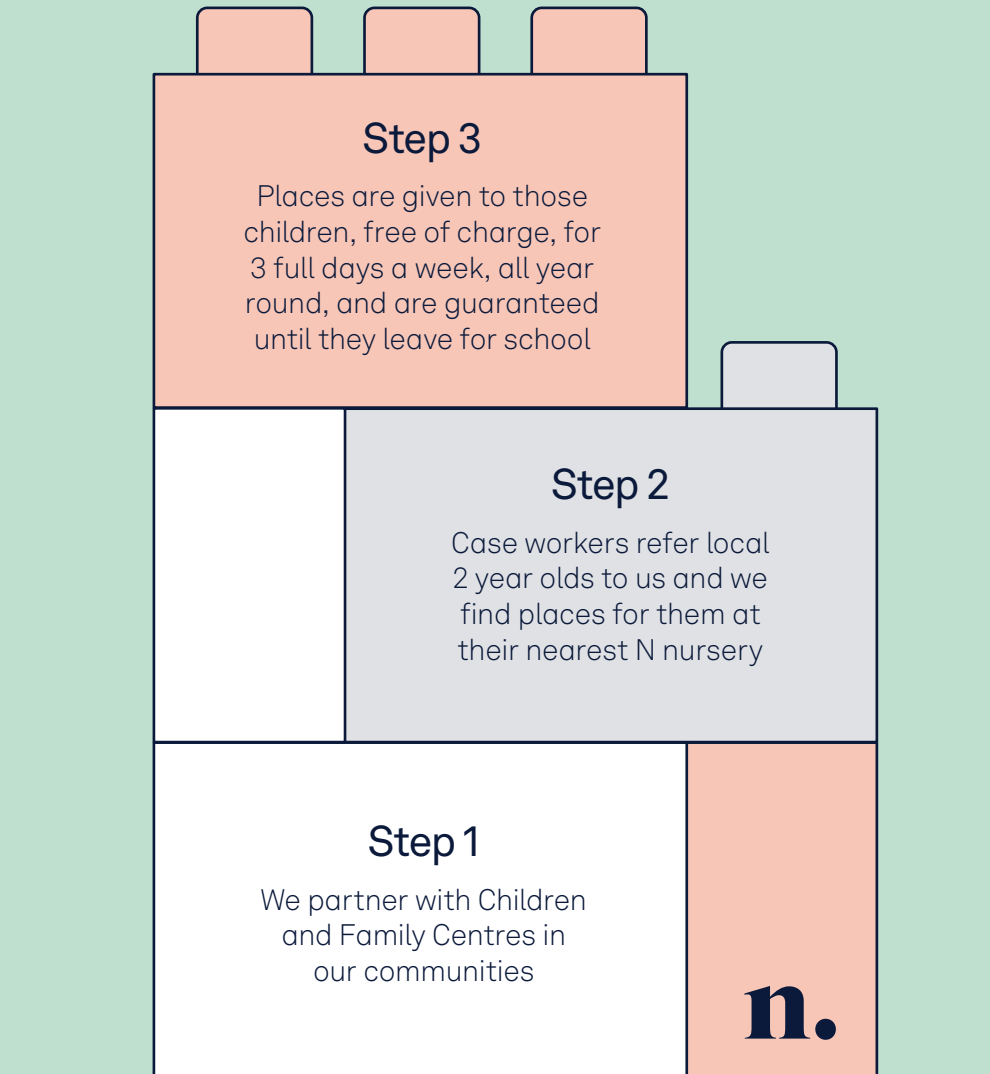 Step 3
Places are given to those
children, free of charge, for
3 full days a week, all year
round, and are guaranteed
until they leave for school
Step 2
Case workers refer local
2 year olds to us and we
find places for them at
their nearest N nursery
Step 1
We partner with Children
and Family Centres in
our communities
n.